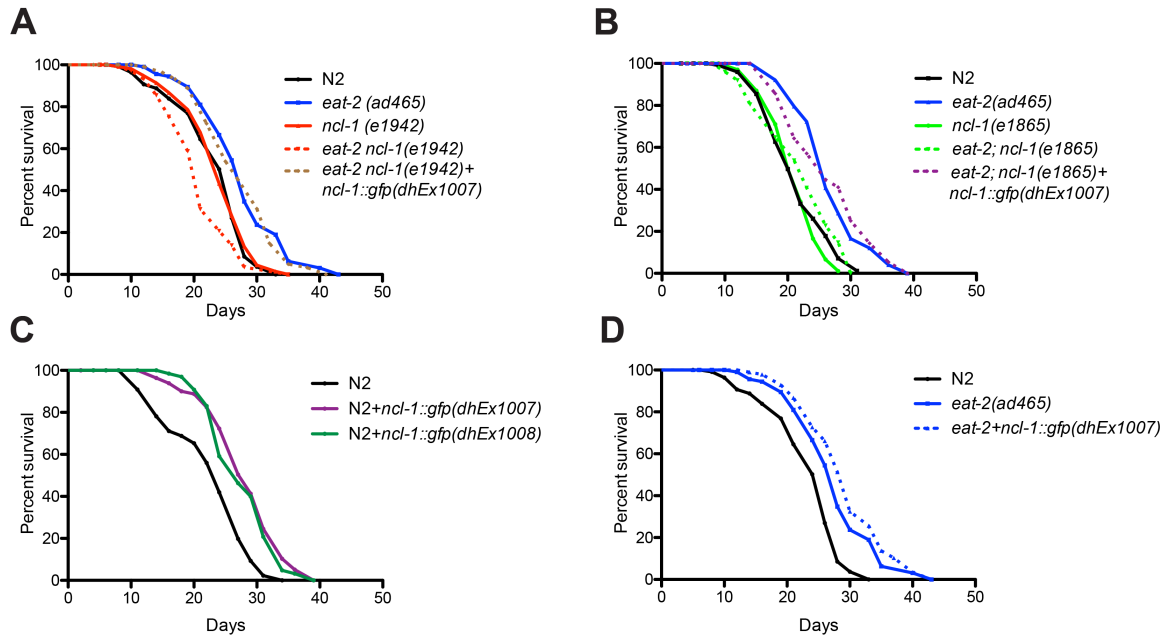 A
100
80
60
40
20
0
Percent survival
0 10 20 30 40 50
Days
N2
eat-2 (ad465)
ncl-1 (e1942)
eat-2 ncl-1(e1942)
eat-2 ncl-1(e1942)+
ncl-1::gfp(dhEx1007)
B
100
80
60
40
20
0
Percent survival
0 10 20 30 40 50
Days
N2
eat-2(ad465)
ncl-1(e1865)
eat-2; ncl-1(e1865)
eat-2; ncl-1(e1865)+
ncl-1::gfp(dhEx1007)
C
100
80
60
40
20
0
Percent survival
0 10 20 30 40 50
Days
N2
N2+ncl-1::gfp(dhEx1007)
N2+ncl-1::gfp(dhEx1008)
D
100
80
60
40
20
0
Percent survival
0 10 20 30 40 50
Days
N2
eat-2(ad465)
eat-2+ncl-1::gfp(dhEx1007)